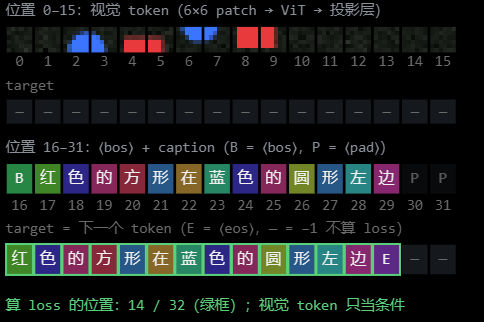 位置 0–15: 视觉 token (6×6 patch → ViT → 投影层)
0 1 2 3 4 5 6 7 8 9 10 11 12 13 14 15
target
– – – – – – – – – – – – – – – –
位置 16–31: ⟨bos⟩ + caption (B = ⟨bos⟩, P = ⟨pad⟩)
B 红 色 的 方 形 在 蓝 色 的 圆 形 左 边 P P
16 17 18 19 20 21 22 23 24 25 26 27 28 29 30 31
target = 下一个 token (E = ⟨eos⟩, – = −1 不算 loss)
红 色 的 方 形 在 蓝 色 的 圆 形 左 边 E – –
算 loss 的位置: 14 / 32 (绿框) ; 视觉 token 只当条件